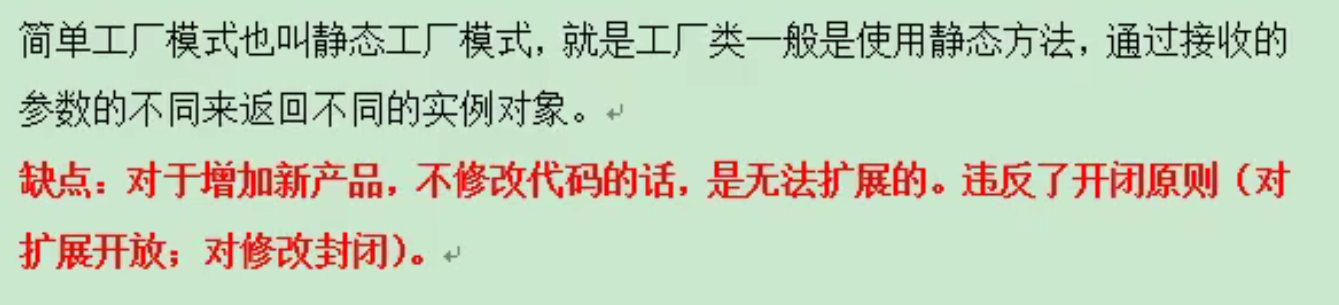 简单工厂模式也叫静态工厂模式，就是工厂类一般是使用静态方法，通过接收的
参数的不同来返回不同的实例对象。
缺点：对于增加新产品，不修改代码的话，是无法扩展的。违反了开闭原则（对
扩展开放；对修改封闭）。